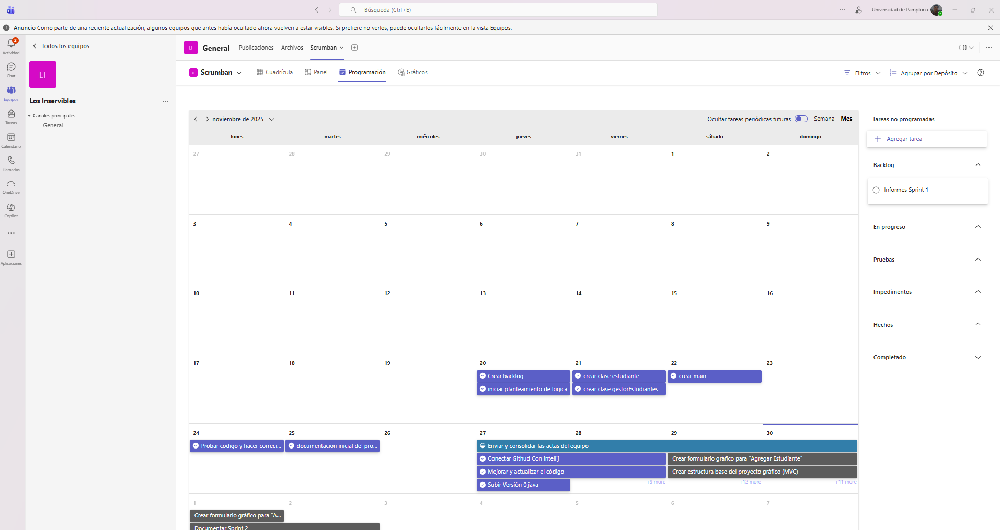 Búsqueda (Ctrl+E)
Universidad de Pamplona
Anuncio Como parte de una reciente actualización, algunos equipos que antes había ocultado ahora vuelven a estar visibles. Si prefiere no verlos, puede ocultarlos fácilmente en la vista Equipos.
2
Actividad
Chat
Equipos
Tareas
Calendario
Llamadas
OneDrive
Copilot
Aplicaciones
Todos los equipos
LI
Los Inservibles
Canales principales
General
LI General Publicaciones Archivos Scrumban
LI Scrumban Cuadrícula Panel Programación Gráficos
Filtros Agrupar por Depósito
noviembre de 2025
Ocultar tareas periódicas futuras Semana Mes
lunes martes miércoles jueves viernes sábado domingo
27 28 29 30 31 1 2
3 4 5 6 7 8 9
10 11 12 13 14 15 16
17 18 19 20 21 22 23
Crear backlog crear clase estudiante crear main
iniciar planteamiento de logica crear clase gestorEstudiantes
24 25 26 27 28 29 30
Probar codigo y hacer correci... documentacion inicial del pro... Enviar y consolidar las actas del equipo
Conectar Githud Con intellij Crear formulario gráfico para “Agregar Estudiante”
Mejorar y actualizar el código Crear estructura base del proyecto gráfico (MVC)
Subir Versión 0 java +9 more +12 more +11 more
1 2 3 4 5 6 7
Crear formulario gráfico para “A...
Documentar Sprint 2
Tareas no programadas
Agregar tarea
Backlog
Informes Sprint 1
En progreso
Pruebas
Impedimentos
Hechos
Completado